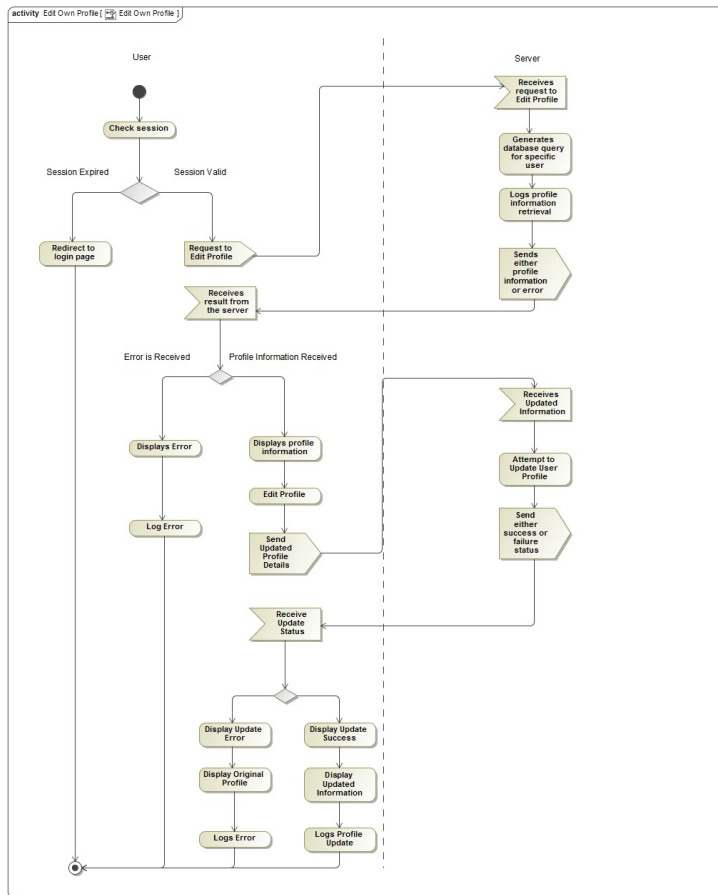 activity Edit Own Profile [ Edit Own Profile ]
User
Server
Check session
Session Expired
Session Valid
Redirect to
login page
Request to
Edit Profile
Receives
request to
Edit Profile
Generates
database query
for specific
user
Logs profile
information
retrieval
Sends
either
profile
information
or error
Receives
result from
the server
Error is Received
Profile Information Received
Displays Error
Log Error
Displays profile
information
Edit Profile
Send
Updated
Profile
Details
Receives
Updated
Information
Attempt to
Update User
Profile
Send
either
success or
failure
status
Receive
Update
Status
Display Update
Error
Display Original
Profile
Logs Error
Display Update
Success
Display
Updated
Information
Logs Profile
Update